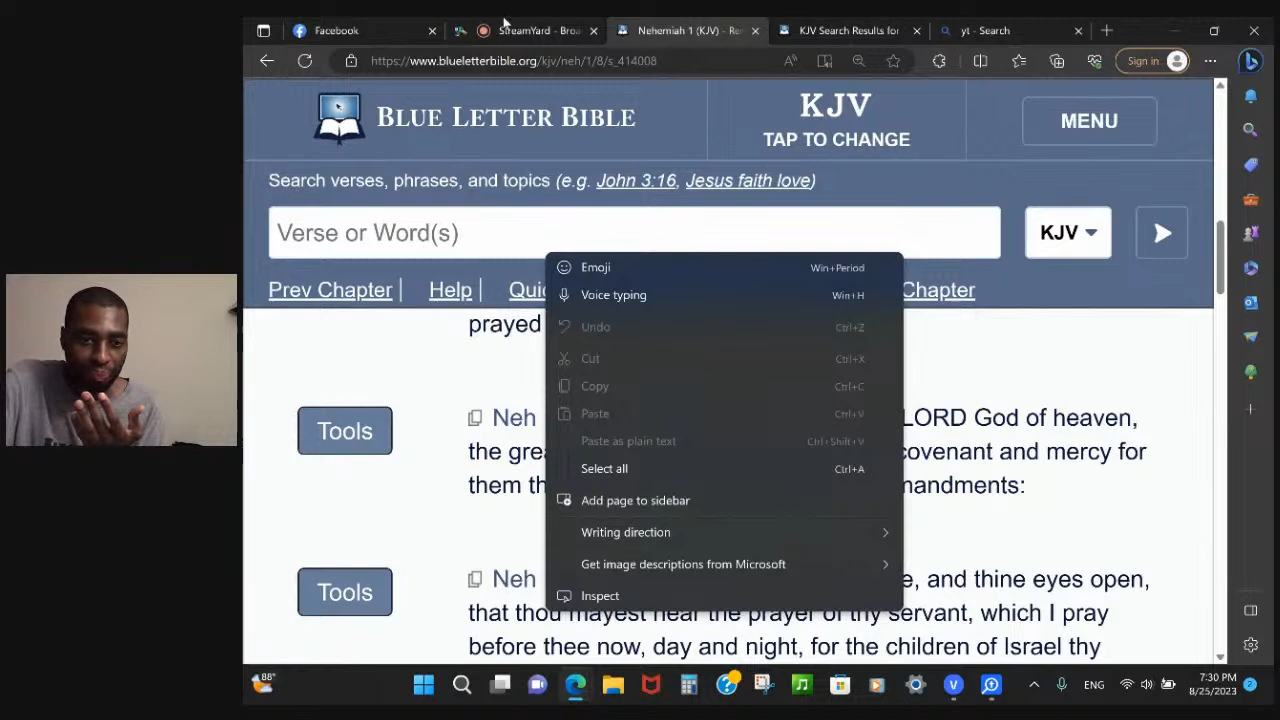 Facebook
StreamYard - Broa
Nehemiah 1 (KJV) - Re
KJV Search Results for
yt - Search
https://www.blueletterbible.org/kjv/neh/1/8/s_414008
Sign in
BLUE LETTER BIBLE
KJV
TAP TO CHANGE
MENU
Search verses, phrases, and topics (e.g. John 3:16, Jesus faith love)
Verse or Word(s)
KJV
Prev Chapter
Help
Quic
Chapter
Emoji Win+Period
Voice typing Win+H
Undo Ctrl+Z
Cut Ctrl+X
Copy Ctrl+C
Paste Ctrl+V
Paste as plain text Ctrl+Shift+V
Select all Ctrl+A
Add page to sidebar
Writing direction
Get image descriptions from Microsoft
Inspect
prayed
Tools
Neh LORD God of heaven,
the grea covenant and mercy for
them th mandments:
Tools
Neh e, and thine eyes open,
that thou mayest hear the prayer of thy servant, which I pray
before thee now, day and night, for the children of Israel thy
88°
ENG
7:30 PM
8/25/2023
2